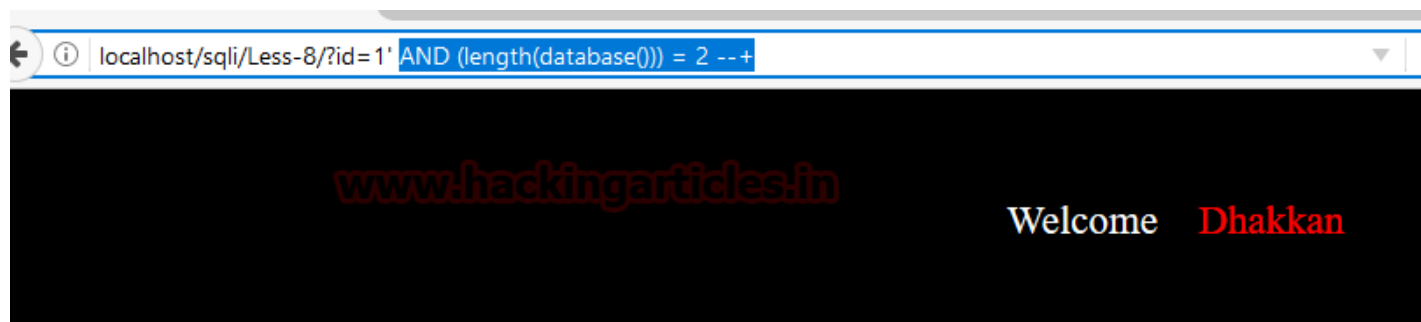 localhost/sqli/Less-8/?id=1' AND (length(database())) = 2 --+
www.hackingarticles.in
Welcome Dhakkan